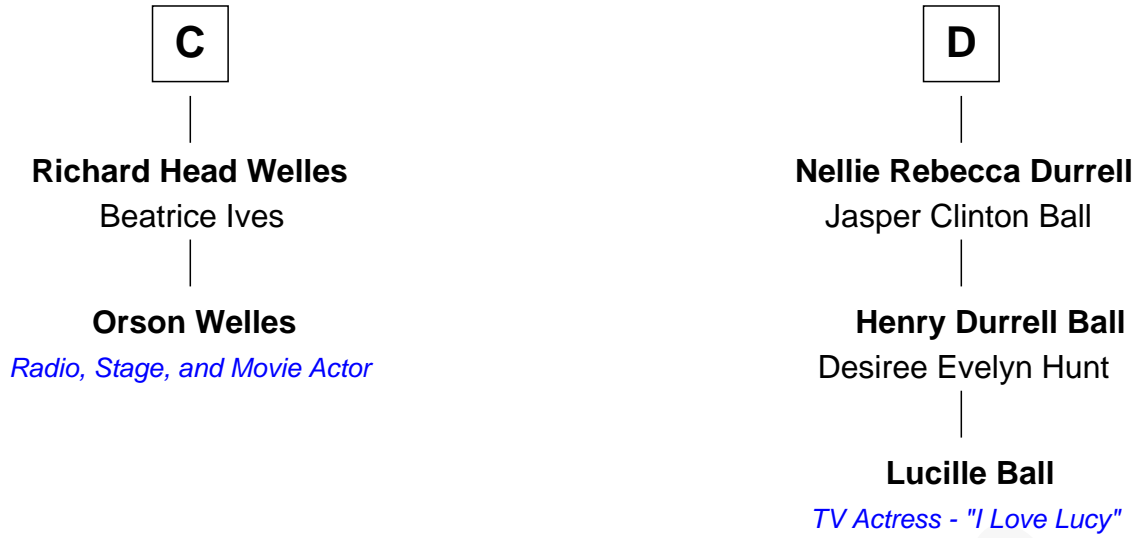 C
Richard Head Welles
Beatrice Ives
Orson Welles
Radio, Stage, and Movie Actor
D
Nellie Rebecca Durrell
Jasper Clinton Ball
Henry Durrell Ball
Desiree Evelyn Hunt
Lucille Ball
TV Actress - "I Love Lucy"